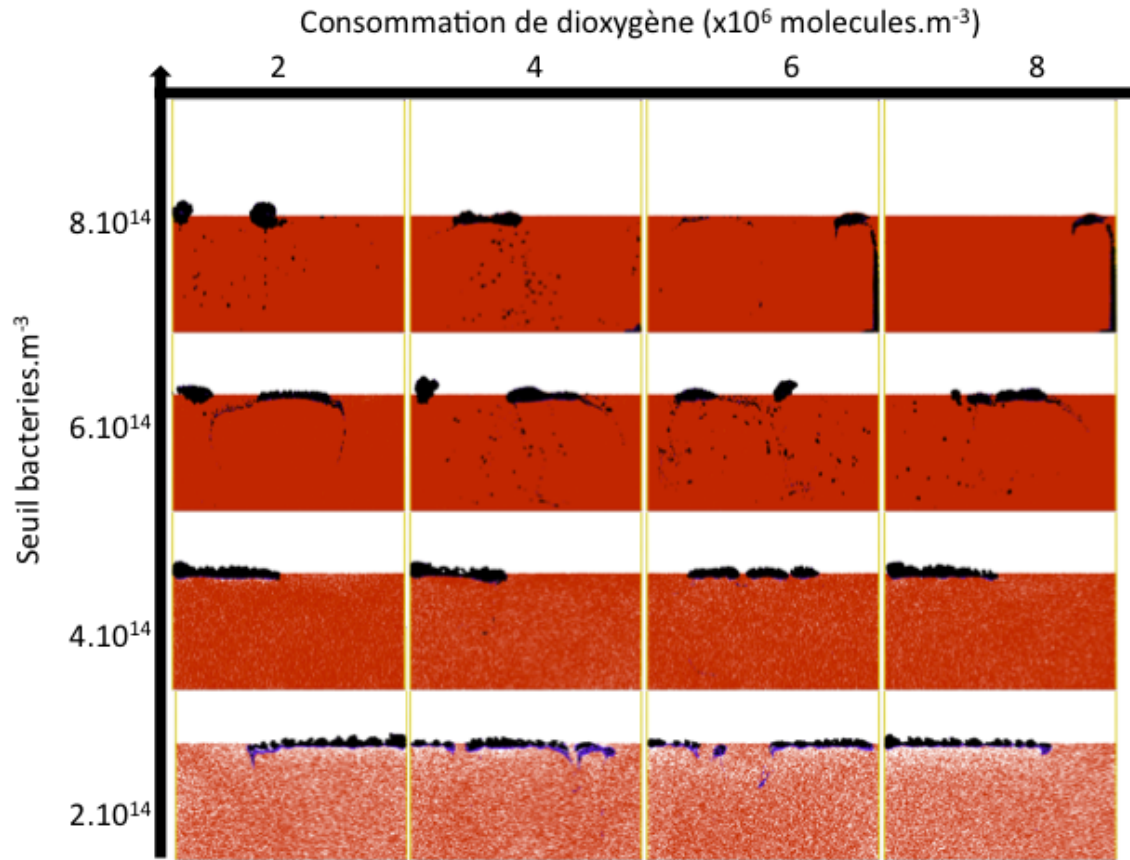 Consommation de dioxygène (x10⁶ molecules.m⁻³)
2 4 6 8
8.10¹⁴
6.10¹⁴
4.10¹⁴
2.10¹⁴
Seuil bacteries.m⁻³